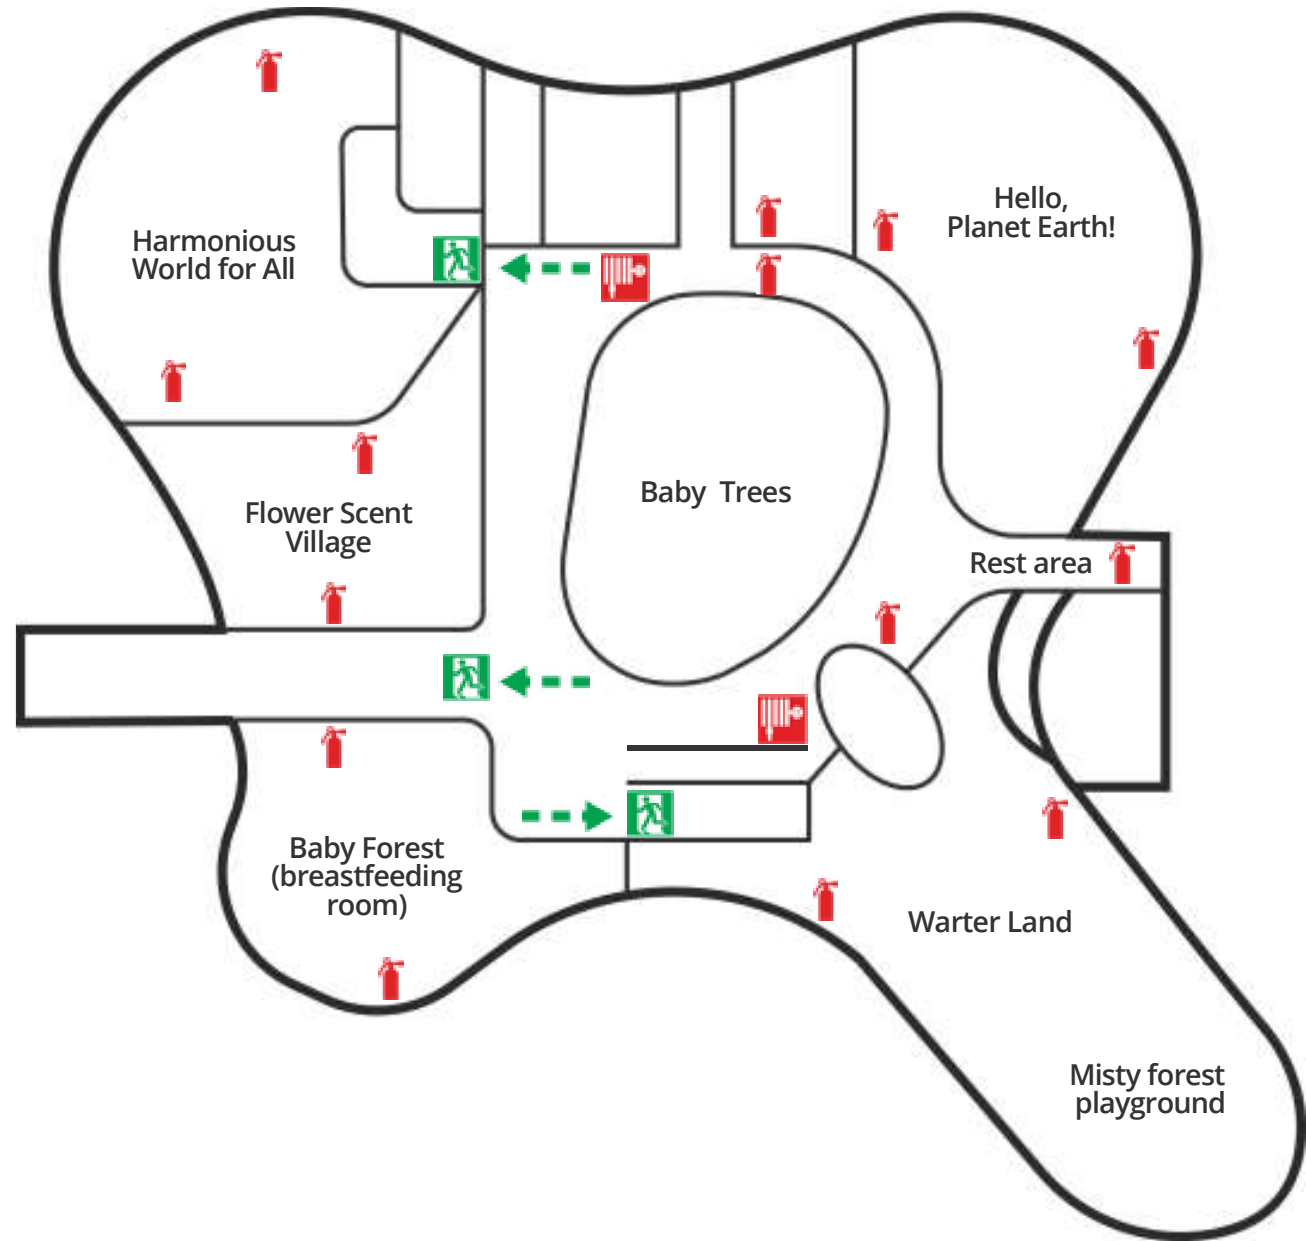 Hello,
Planet Earth!
Harmonious
World for All
Baby Trees
Flower Scent
Village
Rest area
Baby Forest
(breastfeeding
room)
Warter Land
Misty forest
playground